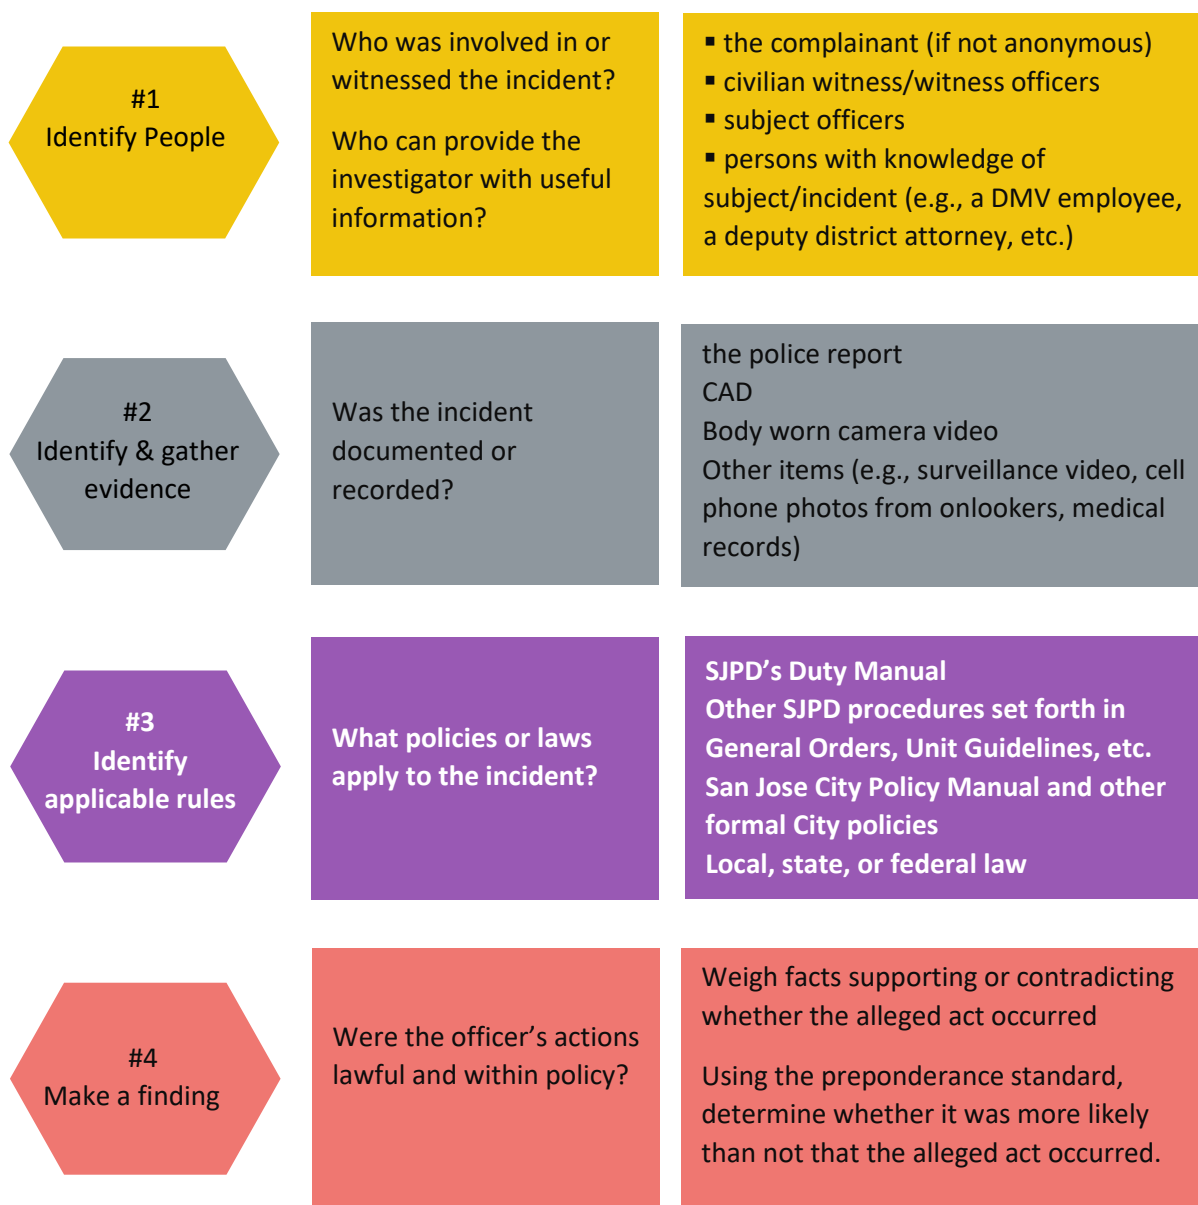 #1
Identify People
Who was involved in or
witnessed the incident?
Who can provide the
investigator with useful
information?
▪ the complainant (if not anonymous)
▪ civilian witness/witness officers
▪ subject officers
▪ persons with knowledge of
subject/incident (e.g., a DMV employee,
a deputy district attorney, etc.)
#2
Identify & gather
evidence
Was the incident
documented or
recorded?
the police report
CAD
Body worn camera video
Other items (e.g., surveillance video, cell
phone photos from onlookers, medical
records)
#3
Identify
applicable rules
What policies or laws
apply to the incident?
SJPD’s Duty Manual
Other SJPD procedures set forth in
General Orders, Unit Guidelines, etc.
San Jose City Policy Manual and other
formal City policies
Local, state, or federal law
#4
Make a finding
Were the officer’s actions
lawful and within policy?
Weigh facts supporting or contradicting
whether the alleged act occurred
Using the preponderance standard,
determine whether it was more likely
than not that the alleged act occurred.